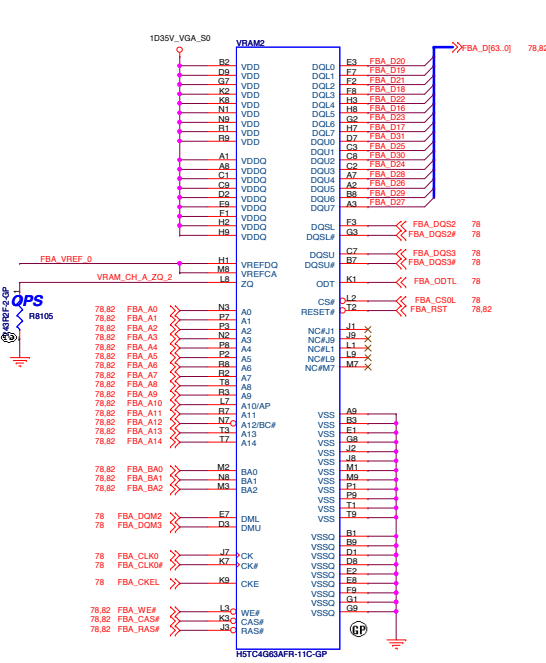 1D35V_VGA_S0
VRAM2
FBA_D[63..0] 78,82
B2 VDD DQL0 E3 FBA_D20
D9 VDD DQL1 F7 FBA_D19
G7 VDD DQL2 F2 FBA_D21
K2 VDD DQL3 F8 FBA_D18
K8 VDD DQL4 H3 FBA_D22
N1 VDD DQL5 H8 FBA_D16
N9 VDD DQL6 G2 FBA_D23
R1 VDD DQL7 H7 FBA_D17
R9 VDD DQU0 D7 FBA_D31
DQU1 C3 FBA_D25
A1 VDDQ DQU2 C8 FBA_D30
A8 VDDQ DQU3 C2 FBA_D24
C1 VDDQ DQU4 A7 FBA_D28
C9 VDDQ DQU5 A2 FBA_D26
D2 VDDQ DQU6 B8 FBA_D29
E9 VDDQ DQU7 A3 FBA_D27
F1 VDDQ
H2 VDDQ DQSL F3 FBA_DQS2 78
H9 VDDQ DQSL# G3 FBA_DQS2# 78
DQSU C7 FBA_DQS3 78
FBA_VREF_0 H1 VREFDQ DQSU# B7 FBA_DQS3# 78
M8 VREFCA
VRAM_CH_A_ZQ_2 L8 ZQ ODT K1 FBA_ODTL 78
OPS
CS# L2 FBA_CS0L 78
R8105
RESET# T2 FBA_RST 78,82
78,82 FBA_A0 N3 A0
78,82 FBA_A1 P7 A1 NC#J1 J1
78,82 FBA_A2 P3 A2 NC#J9 J9
78,82 FBA_A3 N2 A3 NC#L1 L1
78,82 FBA_A4 P8 A4 NC#L9 L9
78,82 FBA_A5 P2 A5 NC#M7 M7
78,82 FBA_A6 R8 A6
78,82 FBA_A7 R2 A7
78,82 FBA_A8 T8 A8
78,82 FBA_A9 R3 A9
78,82 FBA_A10 L7 A10/AP
78,82 FBA_A11 R7 A11 VSS A9
78,82 FBA_A12 N7 A12/BC# VSS B3
78,82 FBA_A13 T3 A13 VSS E1
78,82 FBA_A14 T7 A14 VSS G8
VSS J2
VSS J8
78,82 FBA_BA0 M2 BA0 VSS M1
78,82 FBA_BA1 N8 BA1 VSS M9
78,82 FBA_BA2 M3 BA2 VSS P1
VSS P9
VSS T1
78 FBA_DQM2 E7 DML VSS T9
78 FBA_DQM3 D3 DMU
VSSQ B1
VSSQ B9
78 FBA_CLK0 J7 CK VSSQ D1
78 FBA_CLK0# K7 CK# VSSQ D8
VSSQ E2
78 FBA_CKEL K9 CKE VSSQ E8
VSSQ F9
VSSQ G1
78,82 FBA_WE# L3 WE# VSSQ G9
78,82 FBA_CAS# K3 CAS#
78,82 FBA_RAS# J3 RAS#
GP
H5TC4G63AFR-11C-GP